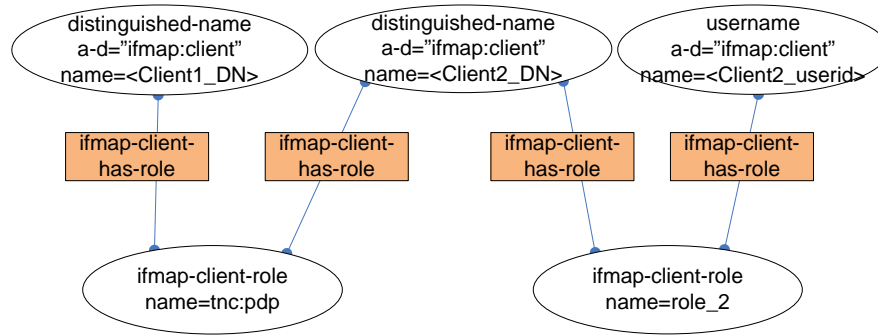 distinguished-name
a-d=”ifmap:client”
name=<Client1_DN>
distinguished-name
a-d=”ifmap:client”
name=<Client2_DN>
username
a-d=”ifmap:client”
name=<Client2_userid>
ifmap-client-
has-role
ifmap-client-
has-role
ifmap-client-
has-role
ifmap-client-
has-role
ifmap-client-role
name=tnc:pdp
ifmap-client-role
name=role_2